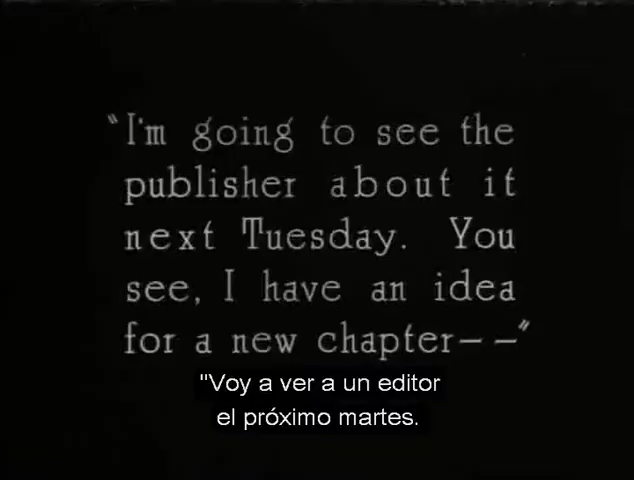 "I'm going to see the
publisher about it
next Tuesday. You
see, I have an idea
for a new chapter— —"
"Voy a ver a un editor
el próximo martes.